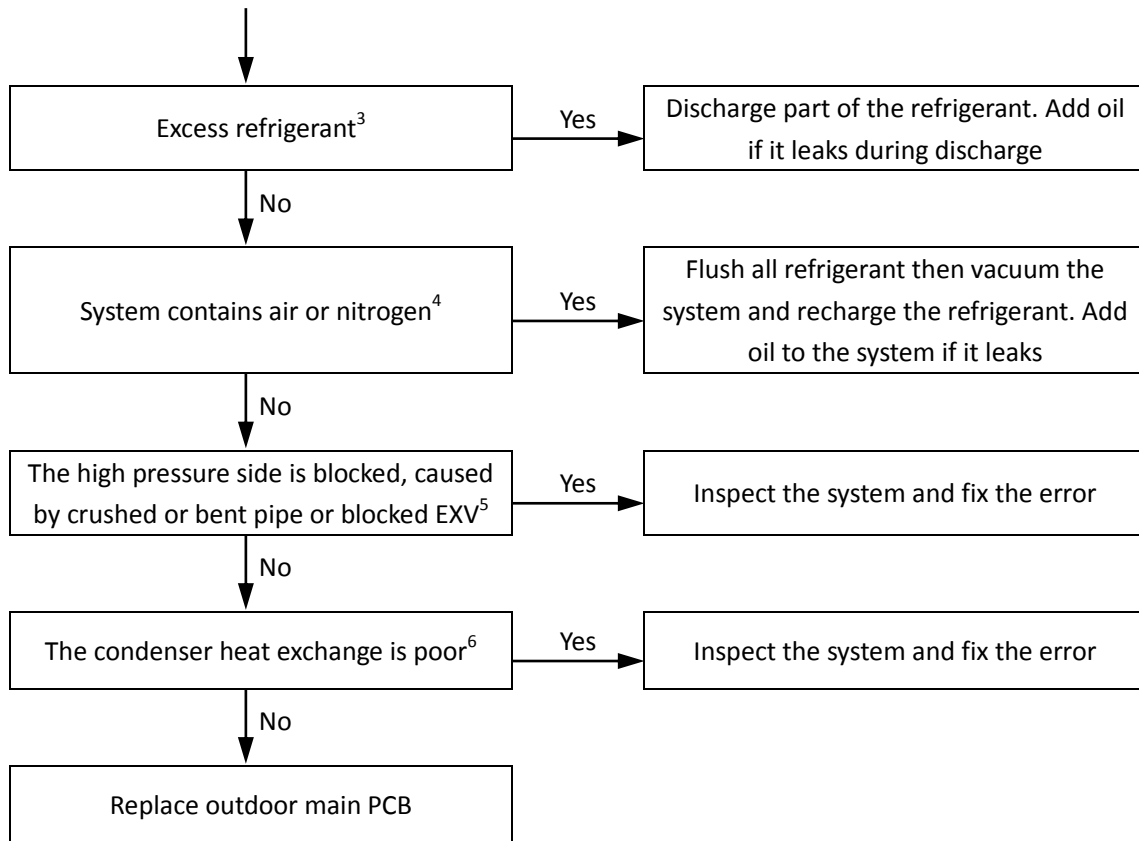 Excess refrigerant³
Yes
Discharge part of the refrigerant. Add oil
if it leaks during discharge
No
System contains air or nitrogen⁴
Yes
Flush all refrigerant then vacuum the
system and recharge the refrigerant. Add
oil to the system if it leaks
No
The high pressure side is blocked, caused
by crushed or bent pipe or blocked EXV⁵
Yes
Inspect the system and fix the error
No
The condenser heat exchange is poor⁶
Yes
Inspect the system and fix the error
No
Replace outdoor main PCB